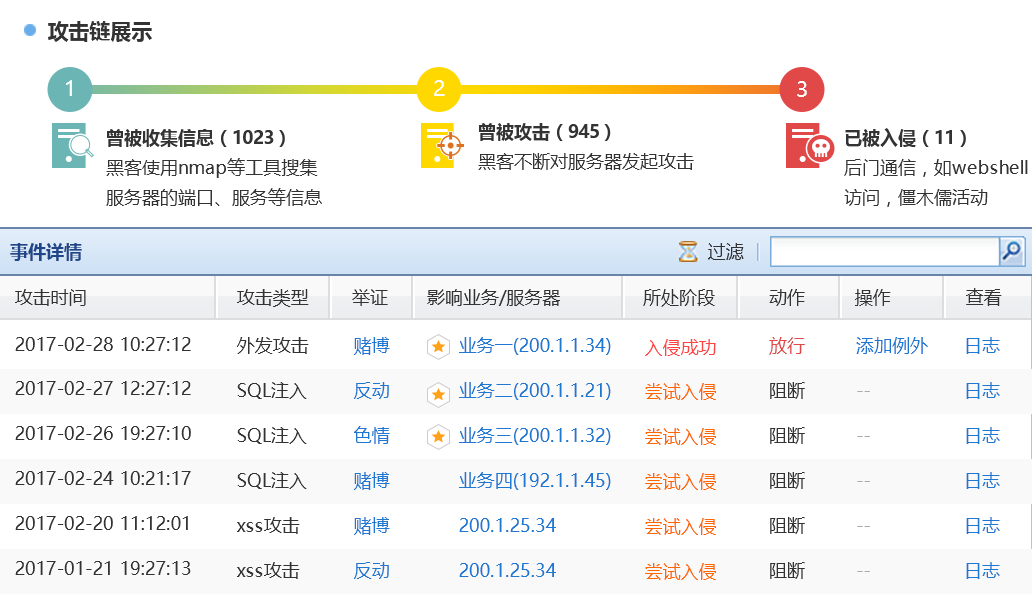 攻击链展示
1 2 3
曾被收集信息（1023）
黑客使用nmap等工具搜集
服务器的端口、服务等信息
曾被攻击（945）
黑客不断对服务器发起攻击
已被入侵（11）
后门通信，如webshell
访问，僵木儒活动
事件详情 过滤
攻击时间 攻击类型 举证 影响业务/服务器 所处阶段 动作 操作 查看
2017-02-28 10:27:12 外发攻击 赌博 业务一(200.1.1.34) 入侵成功 放行 添加例外 日志
2017-02-27 12:27:12 SQL注入 反动 业务二(200.1.1.21) 尝试入侵 阻断 -- 日志
2017-02-26 19:27:10 SQL注入 色情 业务三(200.1.1.32) 尝试入侵 阻断 -- 日志
2017-02-24 10:21:17 SQL注入 赌博 业务四(192.1.1.45) 尝试入侵 阻断 -- 日志
2017-02-20 11:12:01 xss攻击 赌博 200.1.25.34 尝试入侵 阻断 -- 日志
2017-01-21 19:27:13 xss攻击 反动 200.1.25.34 尝试入侵 阻断 -- 日志